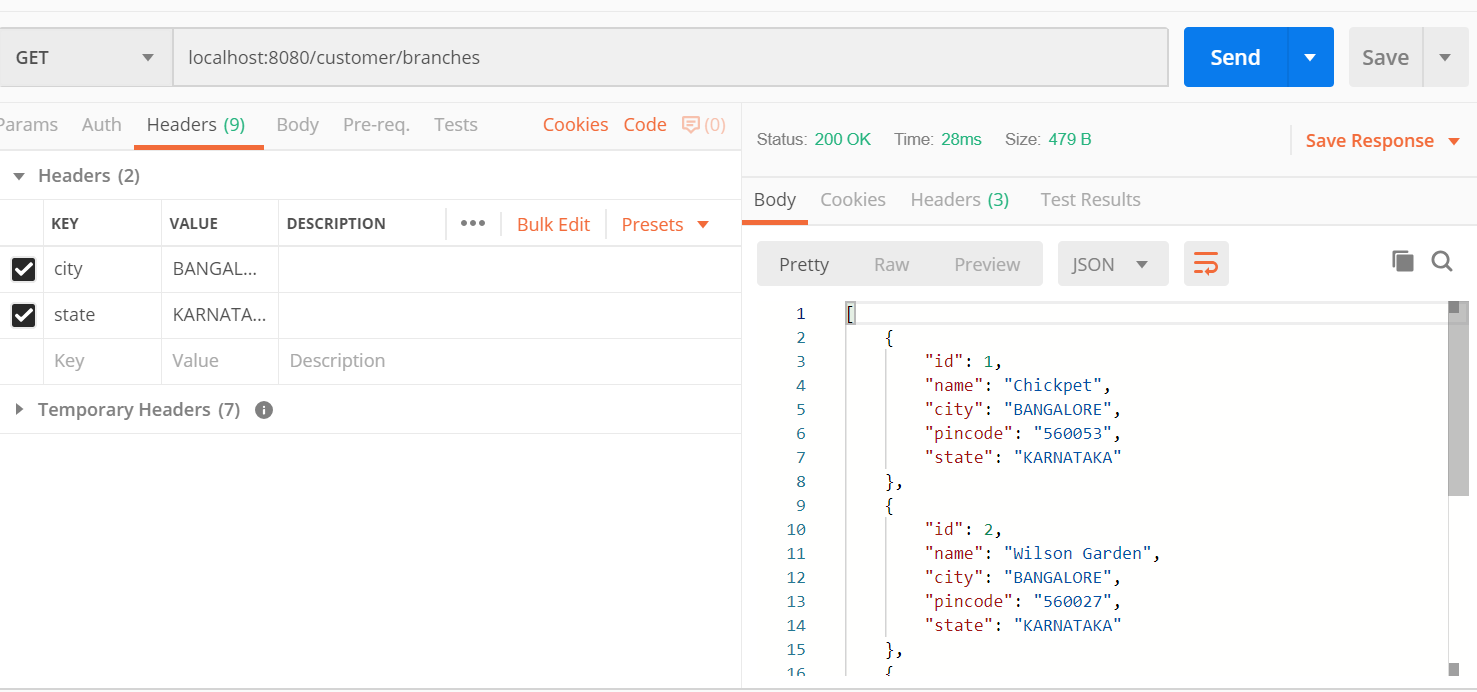 GET localhost:8080/customer/branches Send Save
Params Auth Headers (9) Body Pre-req. Tests Cookies Code (0)
Headers (2)
KEY VALUE DESCRIPTION ••• Bulk Edit Presets
city BANGAL...
state KARNATA...
Key Value Description
Temporary Headers (7)
Status: 200 OK Time: 28ms Size: 479 B Save Response
Body Cookies Headers (3) Test Results
Pretty Raw Preview JSON
1 [
2 {
3 "id": 1,
4 "name": "Chickpet",
5 "city": "BANGALORE",
6 "pincode": "560053",
7 "state": "KARNATAKA"
8 },
9 {
10 "id": 2,
11 "name": "Wilson Garden",
12 "city": "BANGALORE",
13 "pincode": "560027",
14 "state": "KARNATAKA"
15 },
16 {